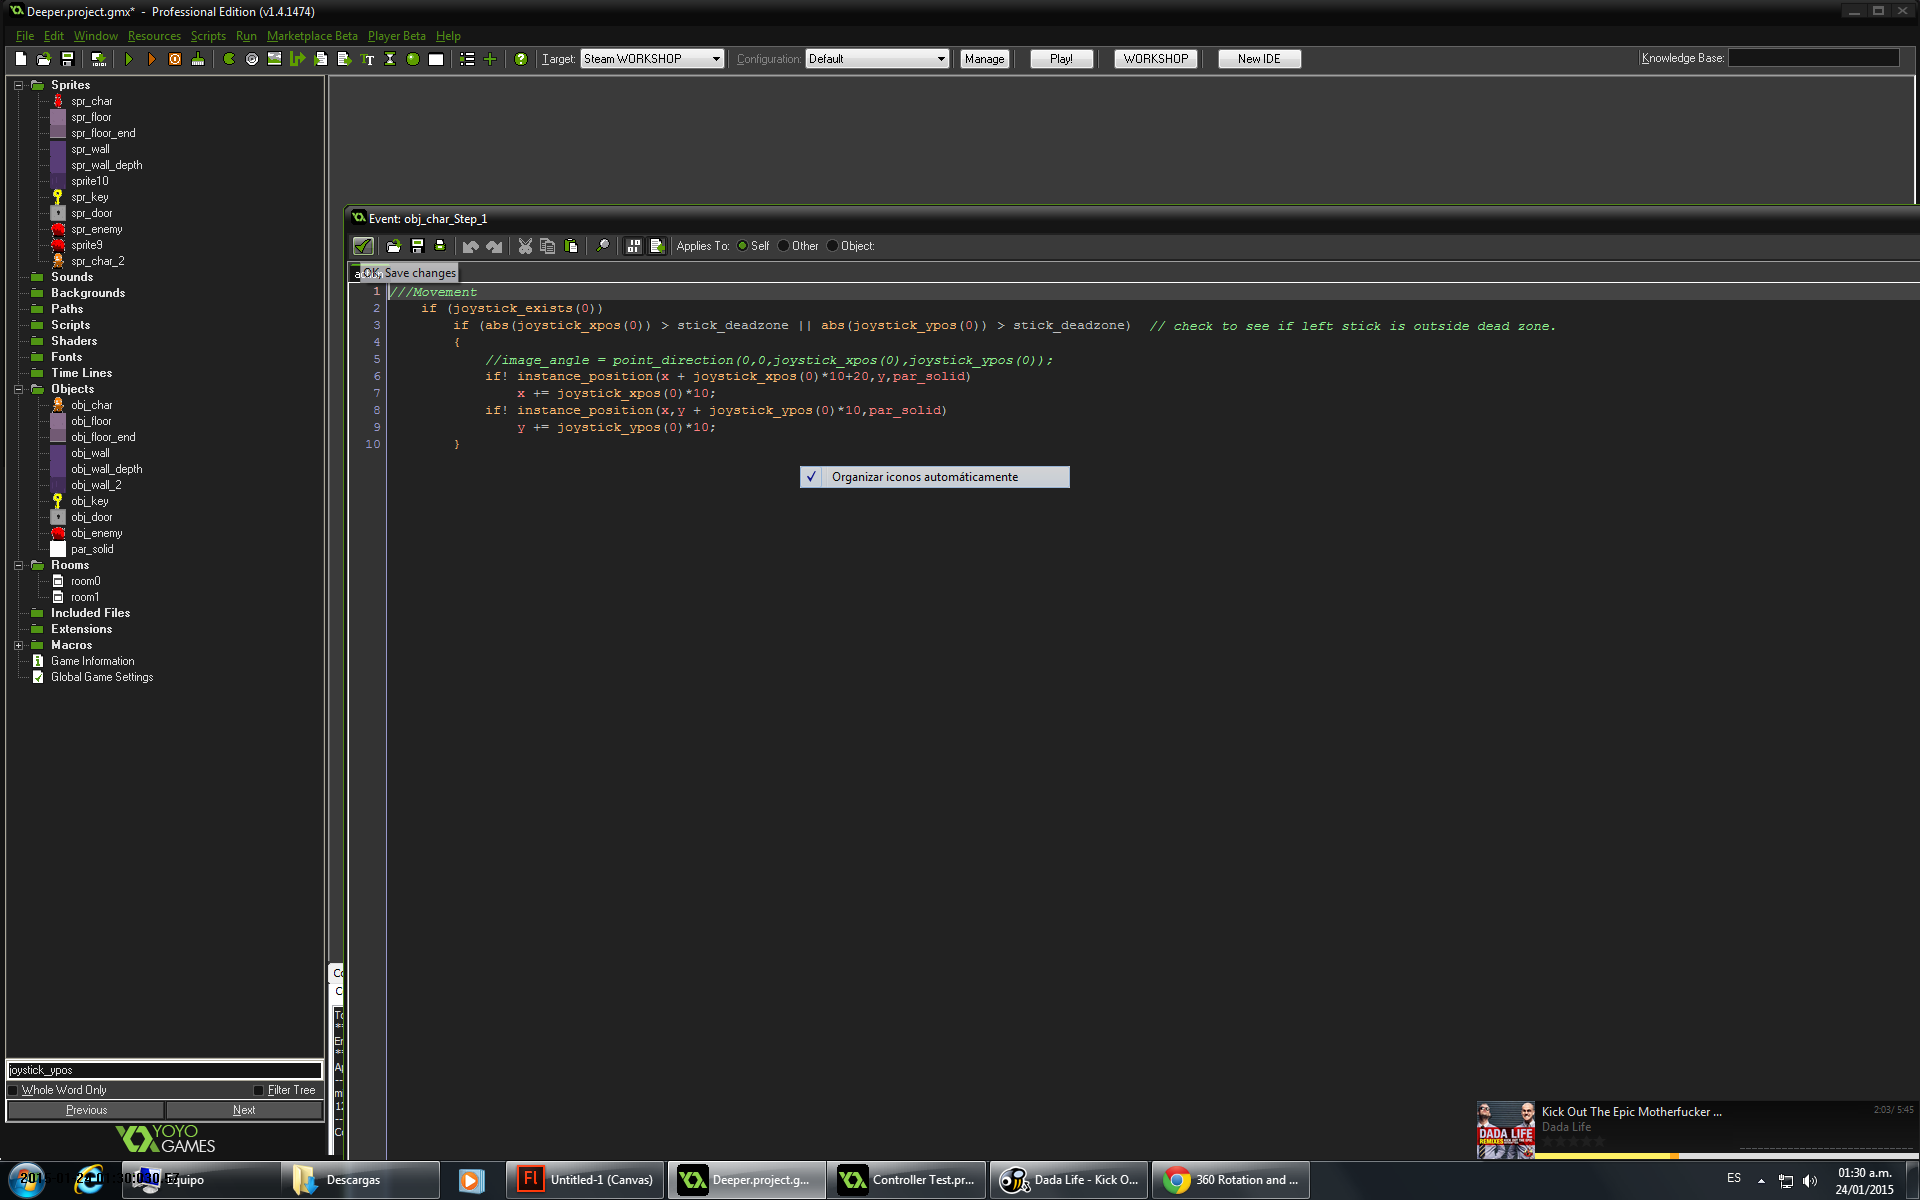 Deeper.project.gmx* - Professional Edition (v1.4.1474)
File Edit Window Resources Scripts Run Marketplace Beta Player Beta Help
Target: Steam WORKSHOP Configuration: Default Manage Play! WORKSHOP New IDE Knowledge Base:
Sprites
spr_char
spr_floor
spr_floor_end
spr_wall
spr_wall_depth
sprite10
spr_key
spr_door
spr_enemy
sprite9
spr_char_2
Sounds
Backgrounds
Paths
Scripts
Shaders
Fonts
Time Lines
Objects
obj_char
obj_floor
obj_floor_end
obj_wall
obj_wall_depth
obj_wall_2
obj_key
obj_door
obj_enemy
par_solid
Rooms
room0
room1
Included Files
Extensions
Macros
Game Information
Global Game Settings
joystick_ypos
Whole Word Only Filter Tree
Previous Next
YOYO
GAMES
Event: obj_char_Step_1
Applies To: Self Other Object:
OK, Save changes
1 ///Movement
2 if (joystick_exists(0))
3 if (abs(joystick_xpos(0)) > stick_deadzone || abs(joystick_ypos(0)) > stick_deadzone) // check to see if left stick is outside dead zone.
4 {
5 //image_angle = point_direction(0,0,joystick_xpos(0),joystick_ypos(0));
6 if! instance_position(x + joystick_xpos(0)*10+20,y,par_solid)
7 x += joystick_xpos(0)*10;
8 if! instance_position(x,y + joystick_ypos(0)*10,par_solid)
9 y += joystick_ypos(0)*10;
10 }
✓ Organizar iconos automáticamente
Kick Out The Epic Motherfucker ... 2:03/ 5:45
Dada Life
DADA LIFE
Equipo Descargas Untitled-1 (Canvas) Deeper.project.g... Controller Test.pr... Dada Life - Kick O... 360 Rotation and ... ES 01:30 a.m.
24/01/2015